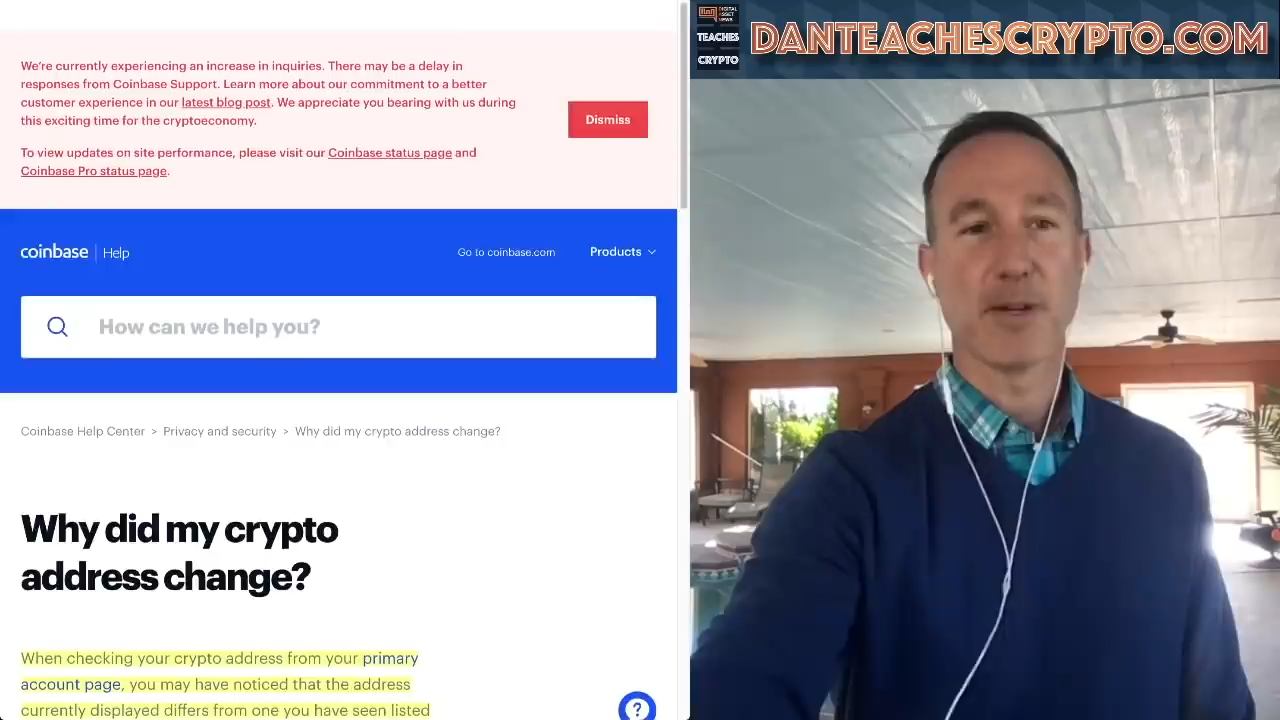 We're currently experiencing an increase in inquiries. There may be a delay in
responses from Coinbase Support. Learn more about our commitment to a better
customer experience in our latest blog post. We appreciate you bearing with us during
this exciting time for the cryptoeconomy.
To view updates on site performance, please visit our Coinbase status page and
Coinbase Pro status page.
Dismiss
coinbase | Help
Go to coinbase.com
Products
How can we help you?
Coinbase Help Center > Privacy and security > Why did my crypto address change?
Why did my crypto
address change?
When checking your crypto address from your primary
account page, you may have noticed that the address
currently displayed differs from one you have seen listed
?
DIGITAL
ASSET
NEWS
TEACHES
CRYPTO
DANTEACHESCRYPTO.COM